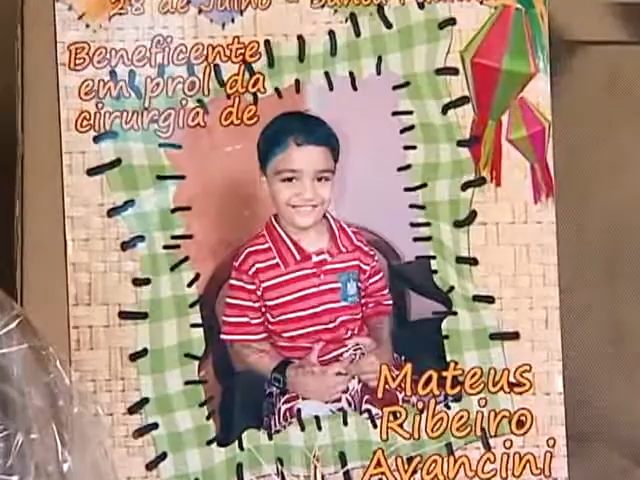 28 de Julho -
Beneficente
em prol da
cirurgia de
Mateus
Ribeiro
Avancini